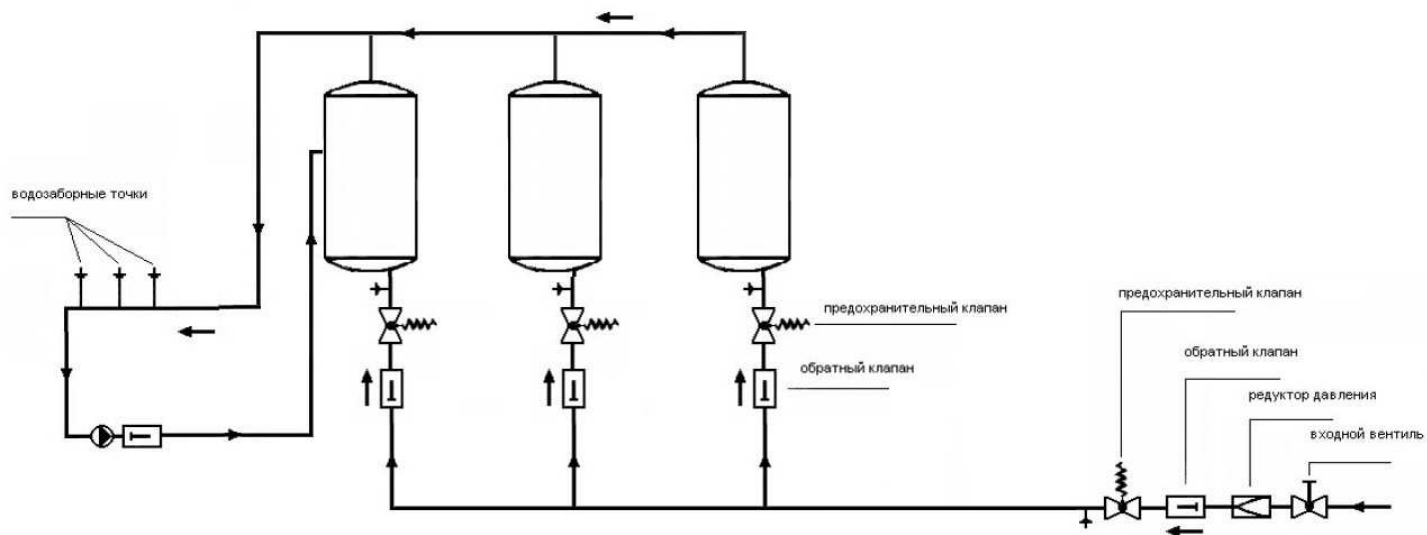 водозаборные точки
предохранительный клапан
обратный клапан
предохранительный клапан
обратный клапан
редуктор давления
входной вентиль